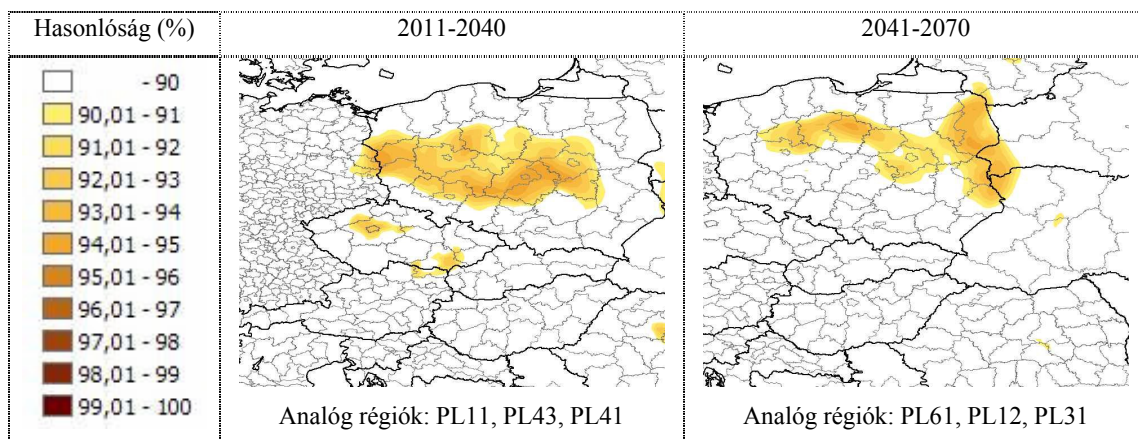 Hasonlóság (%)
2011-2040
2041-2070
- 90
90,01 - 91
91,01 - 92
92,01 - 93
93,01 - 94
94,01 - 95
95,01 - 96
96,01 - 97
97,01 - 98
98,01 - 99
99,01 - 100
Analóg régiók: PL11, PL43, PL41
Analóg régiók: PL61, PL12, PL31